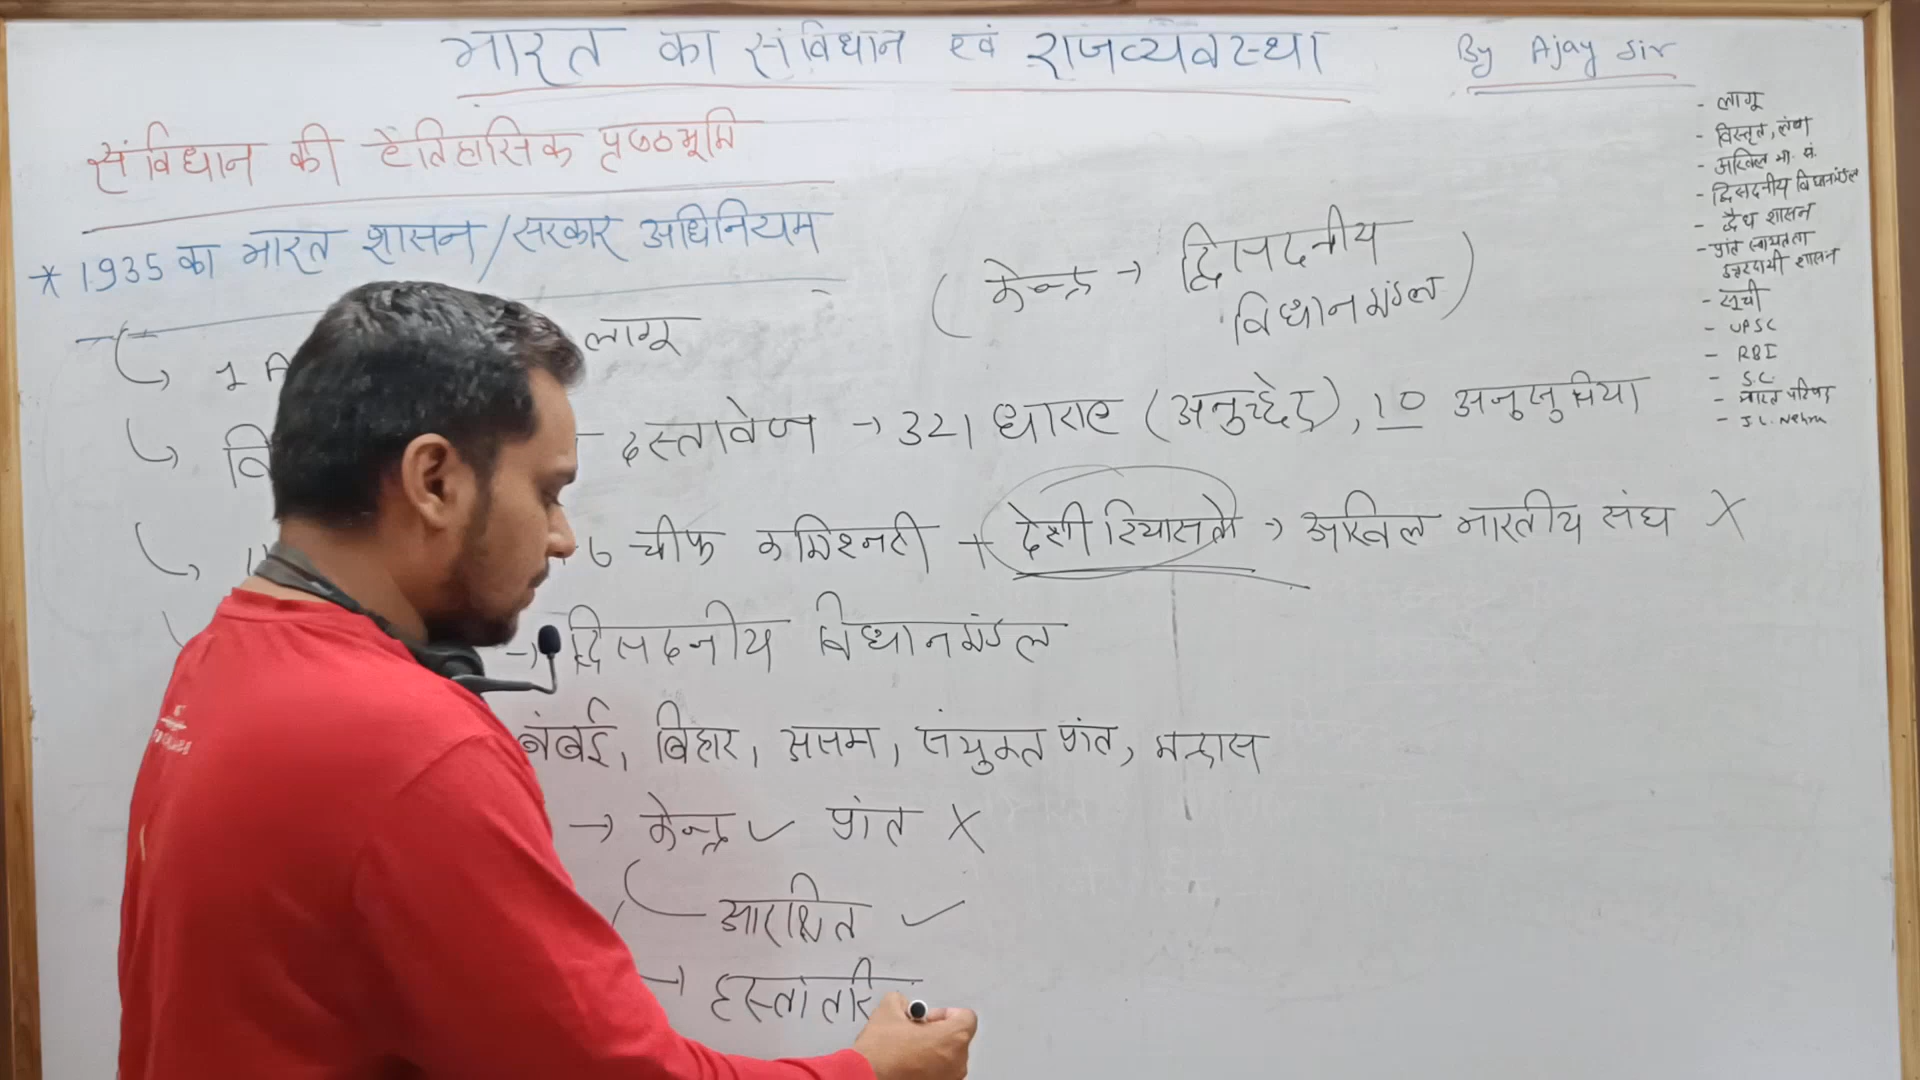 भारत का संविधान एवं राजव्यवस्था
By Ajay Sir
संविधान की ऐतिहासिक पृष्ठभूमि
* 1935 का भारत शासन/सरकार अधिनियम
(केन्द्र → द्विसदनीय
विधानमंडल)
लागू
दस्तावेज → 321 धाराए (अनुच्छेद), 10 अनुसुचिया
चीफ कमिश्नरी + देशी रियासतो → अखिल भारतीय संघ X
→ द्विसदनीय विधानमंडल
बंबई, बिहार, असम, संयुक्त प्रांत, मद्रास
→ केन्द्र ✓ प्रांत X
आरक्षित ✓
→ हस्तांतरि
- लागू
- विस्तृत, लंबा
- अखिल भा. सं.
- द्विसदनीय विधानमंडल
- द्वैध शासन
- प्रांत स्वायतता
उत्तरदायी शासन
- सूची
- UPSC
- RBI
- S.C.
- भारत परिषद
- J.L. Nehru